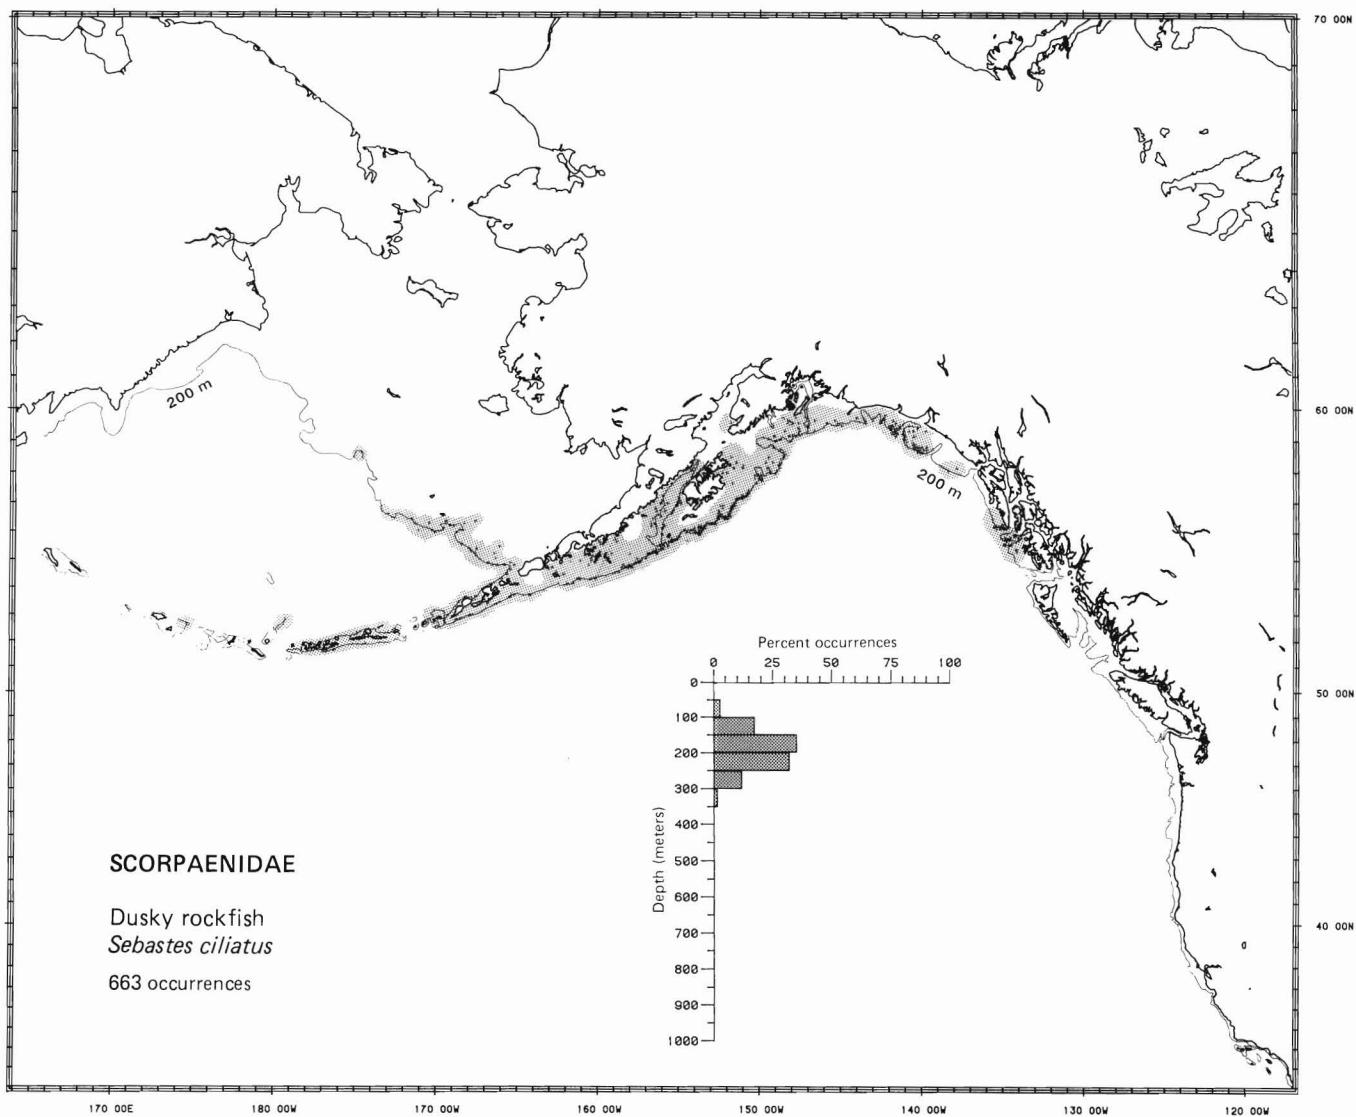 70 00N
200 m
60 00N
200 m
Percent occurrences
0 25 50 75 100
50 00N
0
100
200
300
400
500
600
700
800
900
1000
Depth (meters)
SCORPAENIDAE
Dusky rockfish
Sebastes ciliatus
663 occurrences
40 00N
170 00E 180 00W 170 00W 160 00W 150 00W 140 00W 130 00W 120 00W